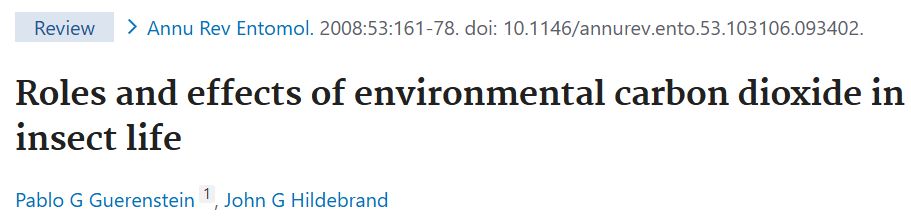 Review > Annu Rev Entomol. 2008:53:161-78. doi: 10.1146/annurev.ento.53.103106.093402.
Roles and effects of environmental carbon dioxide in
insect life
Pablo G Guerenstein 1, John G Hildebrand